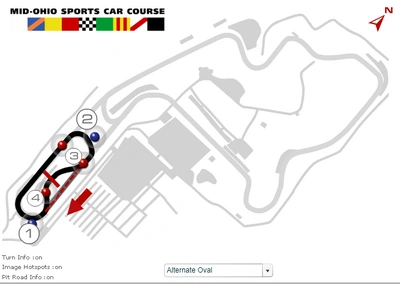 MID-OHIO SPORTS CAR COURSE
N
2
3
4
1
Turn Info :on
Image Hotspots :on
Pit Road Info :on
Alternate Oval